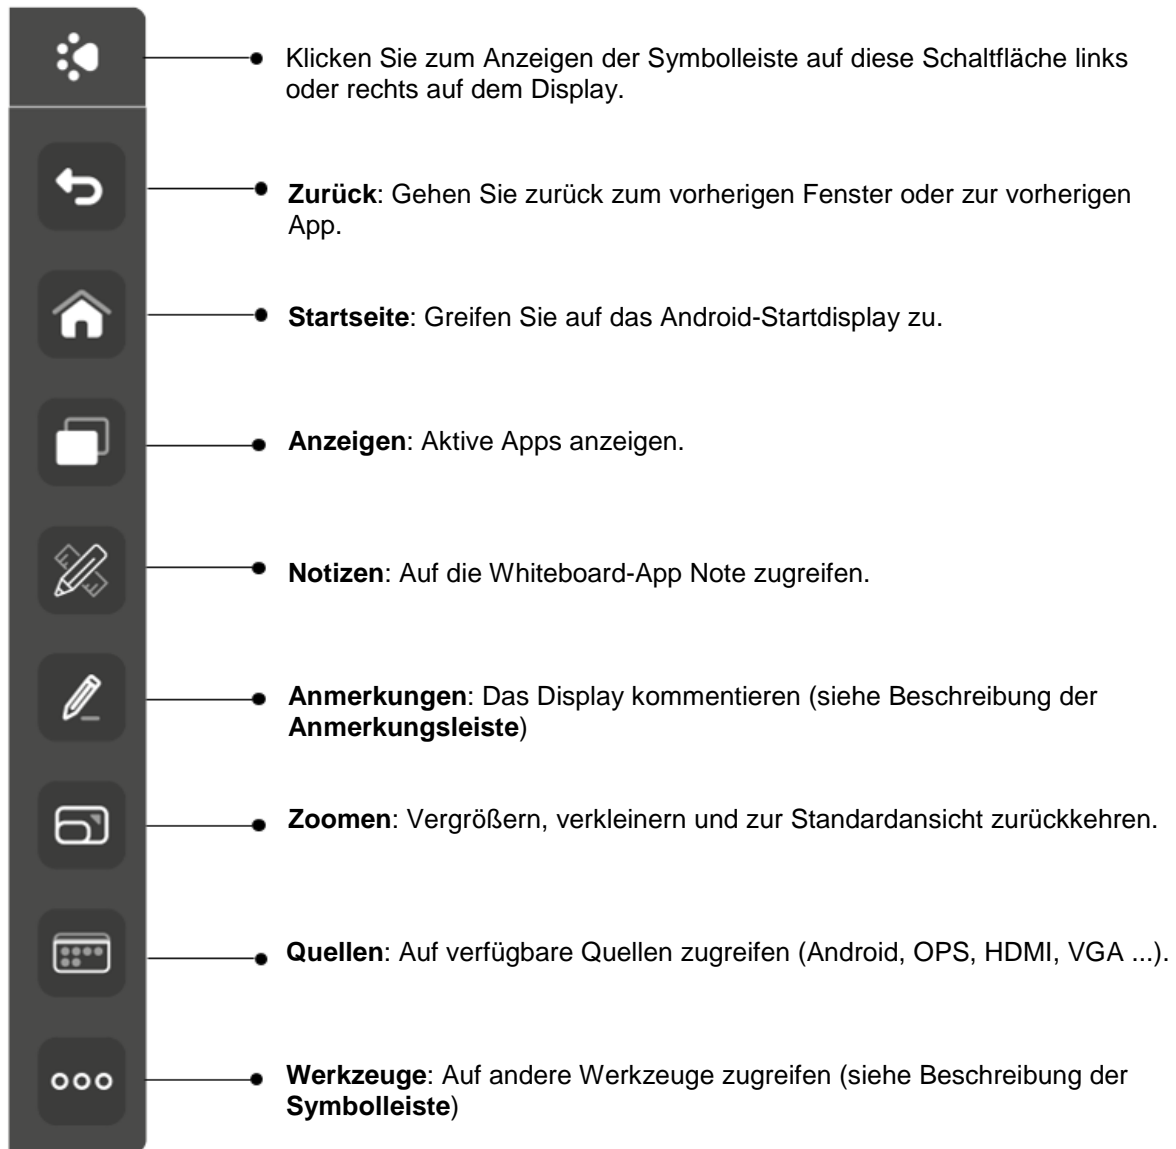 Klicken Sie zum Anzeigen der Symbolleiste auf diese Schaltfläche links
oder rechts auf dem Display.
Zurück: Gehen Sie zurück zum vorherigen Fenster oder zur vorherigen
App.
Startseite: Greifen Sie auf das Android-Startdisplay zu.
Anzeigen: Aktive Apps anzeigen.
Notizen: Auf die Whiteboard-App Note zugreifen.
Anmerkungen: Das Display kommentieren (siehe Beschreibung der
Anmerkungsleiste)
Zoomen: Vergrößern, verkleinern und zur Standardansicht zurückkehren.
Quellen: Auf verfügbare Quellen zugreifen (Android, OPS, HDMI, VGA ...).
Werkzeuge: Auf andere Werkzeuge zugreifen (siehe Beschreibung der
Symbolleiste)